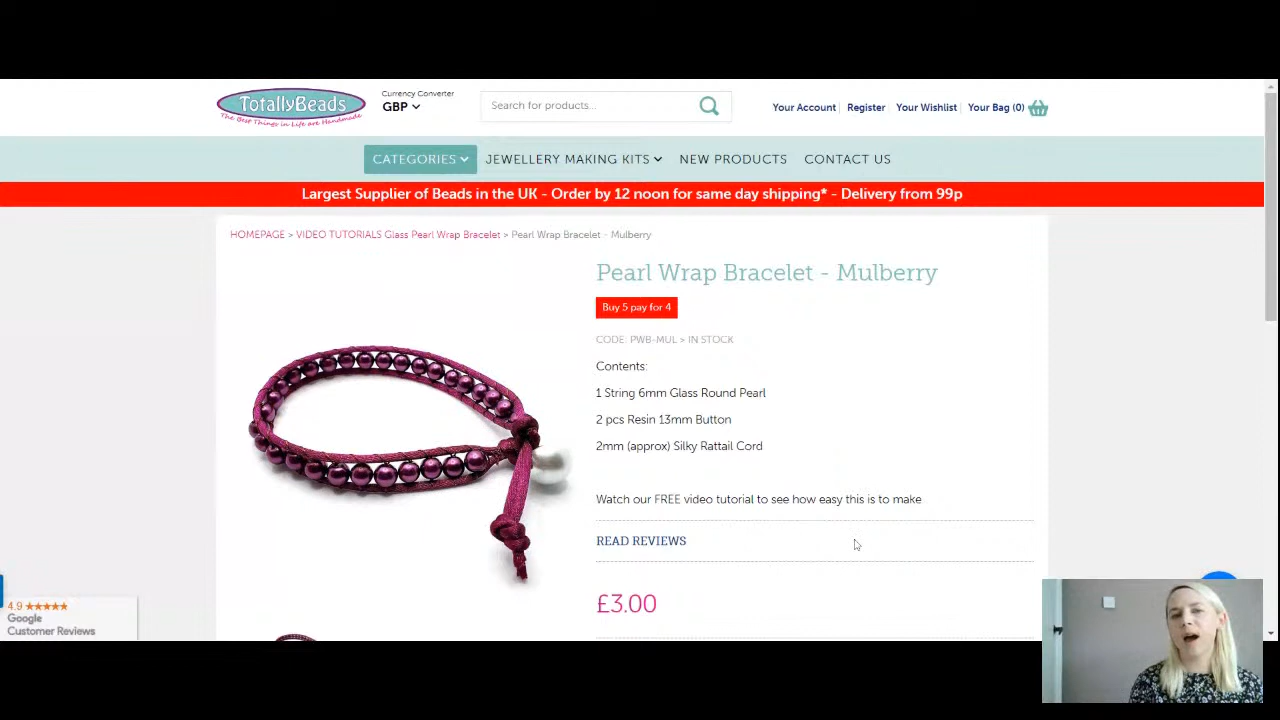 TotallyBeads
The Best Things in Life are Handmade
Currency Converter
GBP
Search for products...
Your Account
Register
Your Wishlist
Your Bag (0)
CATEGORIES
JEWELLERY MAKING KITS
NEW PRODUCTS
CONTACT US
Largest Supplier of Beads in the UK - Order by 12 noon for same day shipping* - Delivery from 99p
HOMEPAGE > VIDEO TUTORIALS Glass Pearl Wrap Bracelet > Pearl Wrap Bracelet - Mulberry
Pearl Wrap Bracelet - Mulberry
Buy 5 pay for 4
CODE: PWB-MUL > IN STOCK
Contents:
1 String 6mm Glass Round Pearl
2 pcs Resin 13mm Button
2mm (approx) Silky Rattail Cord
Watch our FREE video tutorial to see how easy this is to make
READ REVIEWS
£3.00
4.9 ★★★★★
Google
Customer Reviews